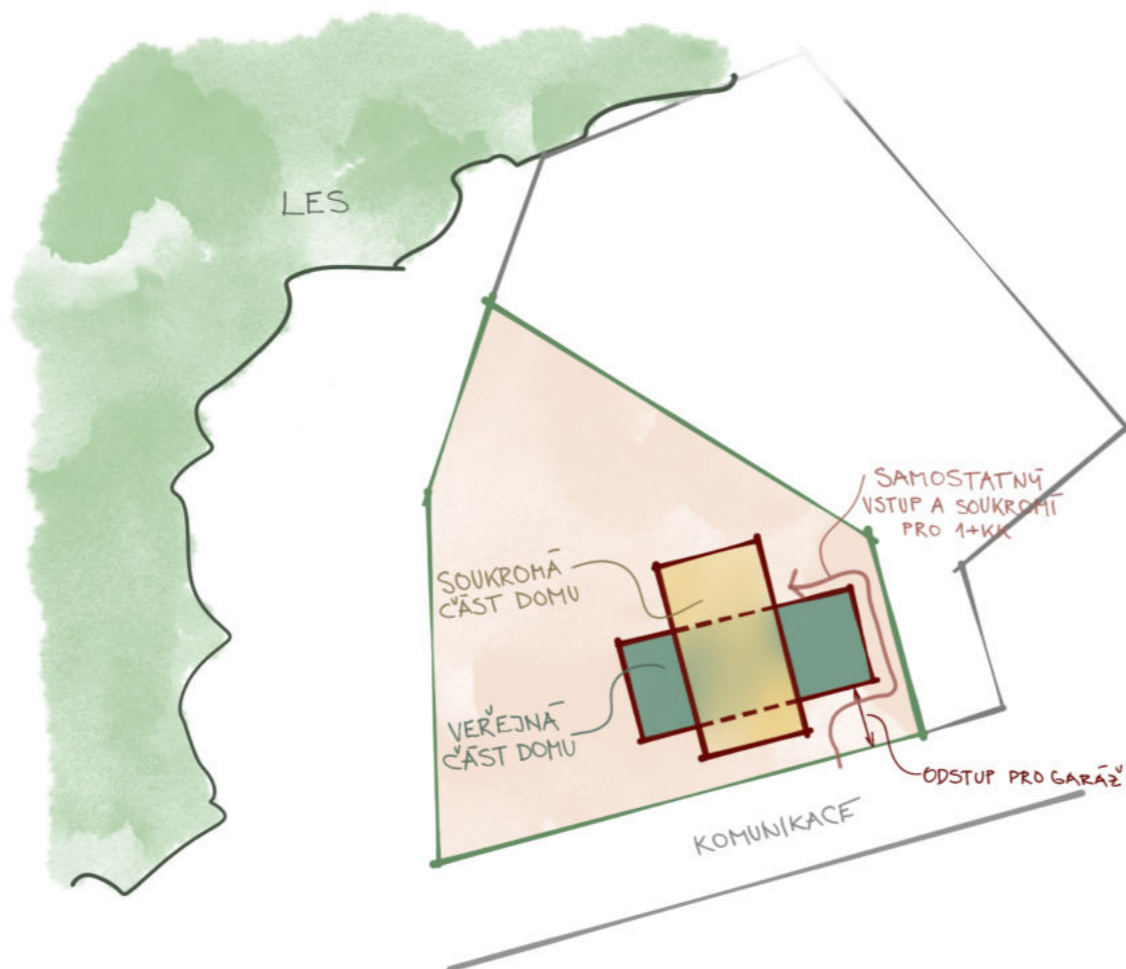 LES
SAMOSTATNÝ
VSTUP A SOUKROMÍ
PRO 1+KK
SOUKROMÁ
ČÁST DOMU
VEŘEJNÁ
ČÁST DOMU
ODSTUP PRO GARÁŽ
KOMUNIKACE